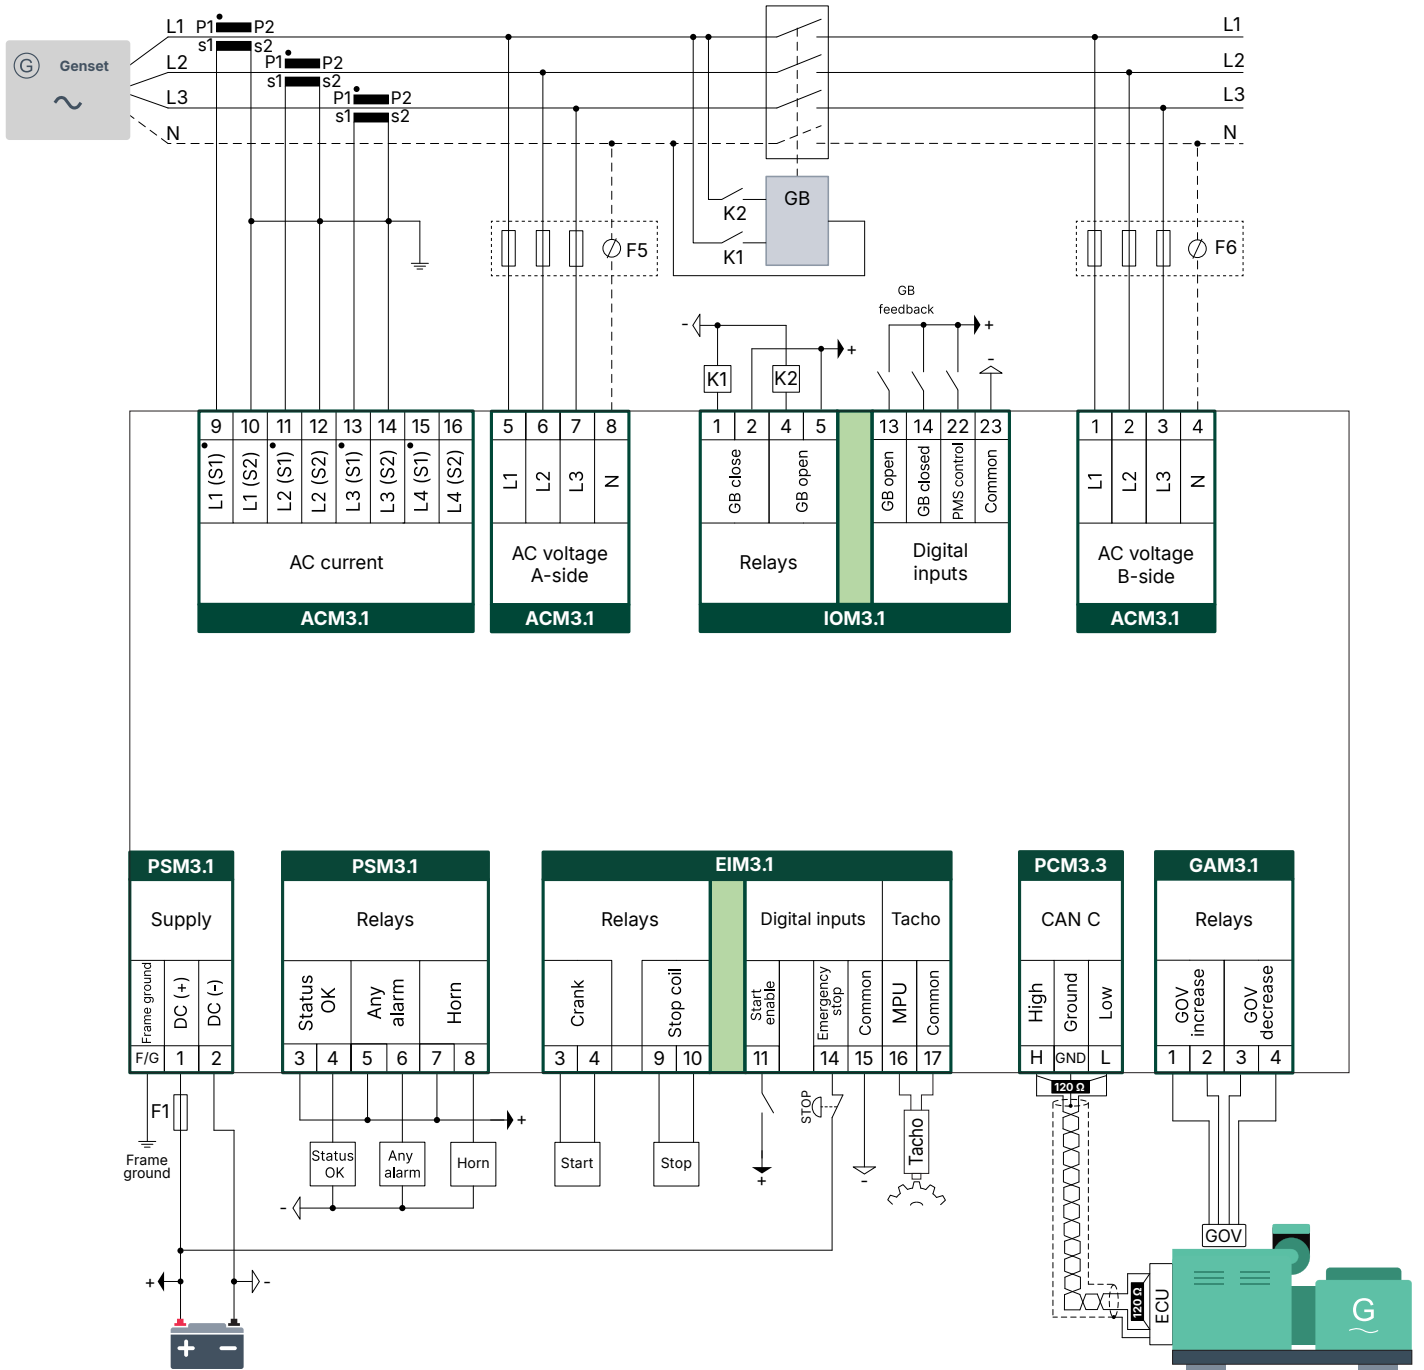 L1 P1 P2 L1
s1 s2
G Genset
L2 P1 P2 L2
s1 s2
L3 P1 P2 L3
s1 s2
N N
K2 GB
F5 F6
K1
GB
feedback
- + +
K1 K2 -
9 10 11 12 13 14 15 16
L1 (S1) L1 (S2) L2 (S1) L2 (S2) L3 (S1) L3 (S2) L4 (S1) L4 (S2)
AC current
ACM3.1
5 6 7 8
L1 L2 L3 N
AC voltage
A-side
ACM3.1
1 2 4 5
GB close GB open
Relays
13 14 22 23
GB open GB closed PMS control Common
Digital
inputs
IOM3.1
1 2 3 4
L1 L2 L3 N
AC voltage
B-side
ACM3.1
PSM3.1
Supply
Frame ground DC (+) DC (-)
F/G 1 2
PSM3.1
Relays
Status
OK
Any
alarm
Horn
3 4 5 6 7 8
EIM3.1
Relays
Crank Stop coil
3 4 9 10
Digital inputs Tacho
Start
enable
Emergency
stop
Common MPU Common
11 14 15 16 17
PCM3.3
CAN C
High Ground Low
H GND L
GAM3.1
Relays
GOV
increase
GOV
decrease
1 2 3 4
F1
Frame
ground
+
Status
OK
Any
alarm
Horn
-
Start
Stop
+
STOP
-
Tacho
120 Ω
GOV
120 Ω
ECU
G
+ -
+ −